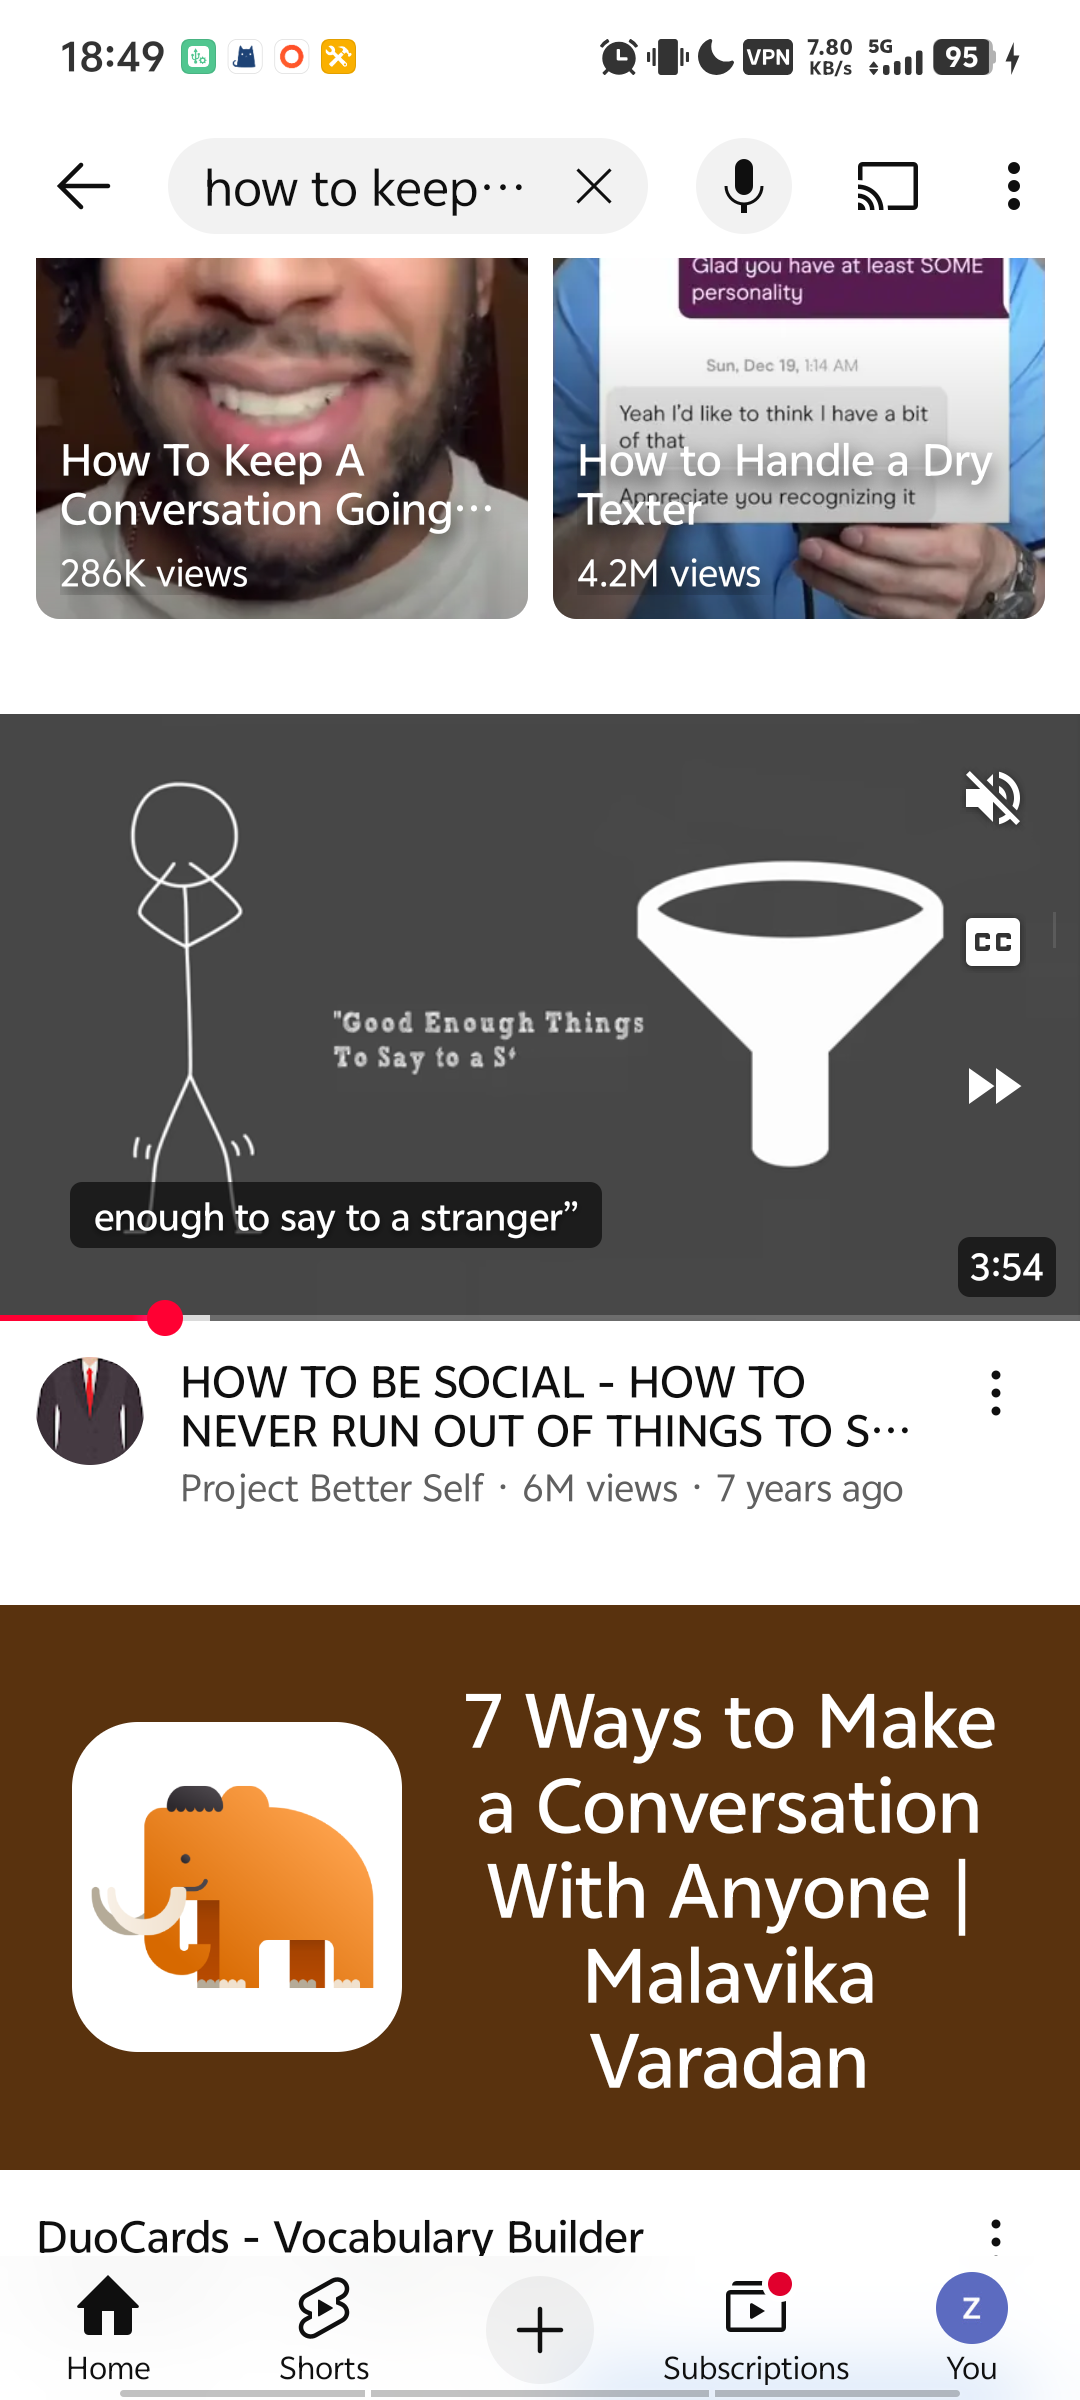 18:49
VPN
7.80
KB/s
5G
95
how to keep...
Glad you have at least SOME
personality
Sun, Dec 19, 1:14 AM
Yeah I'd like to think I have a bit
of that
Appreciate you recognizing it
How To Keep A
Conversation Going...
286K views
How to Handle a Dry
Texter
4.2M views
CC
"Good Enough Things
To Say to a S
enough to say to a stranger”
3:54
HOW TO BE SOCIAL - HOW TO
NEVER RUN OUT OF THINGS TO S...
Project Better Self · 6M views · 7 years ago
7 Ways to Make
a Conversation
With Anyone |
Malavika
Varadan
DuoCards - Vocabulary Builder
Home
Shorts
Subscriptions
Z
You